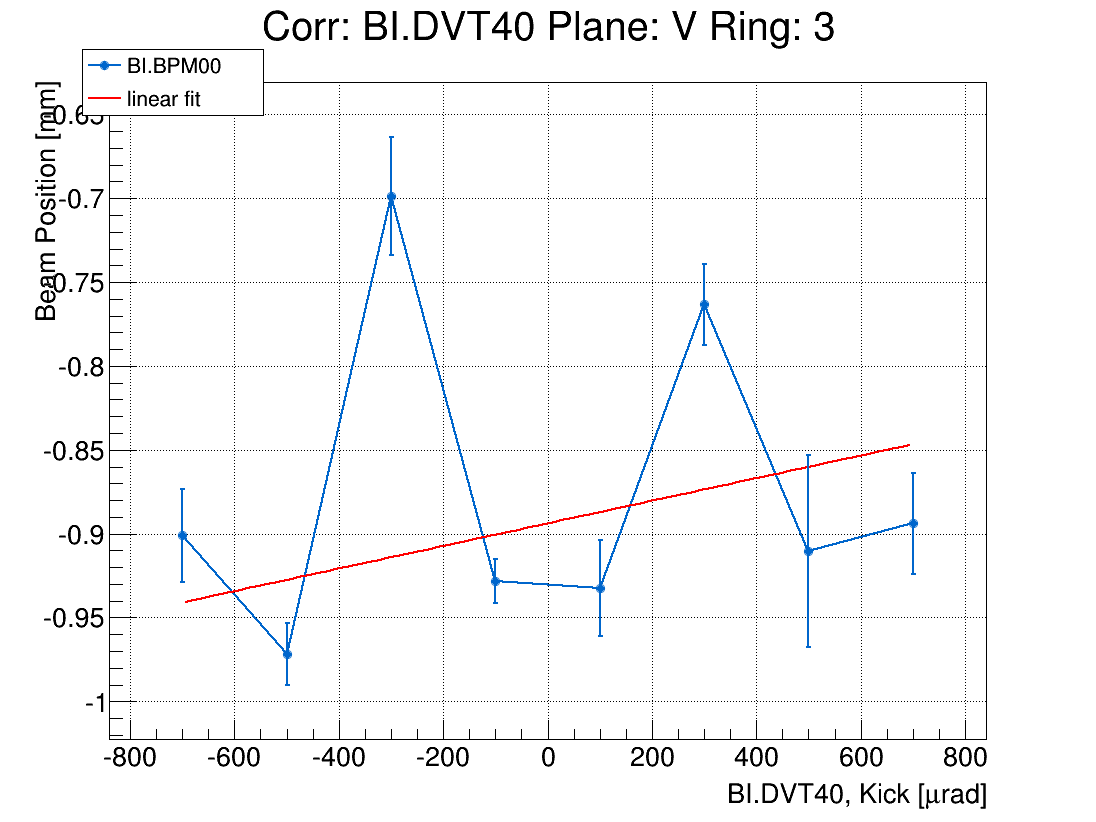 Corr: BI.DVT40 Plane: V Ring: 3
BI.BPM00
linear fit
Beam Position [mm]
-0.7
-0.75
-0.8
-0.85
-0.9
-0.95
-1
-800 -600 -400 -200 0 200 400 600 800
BI.DVT40, Kick [μrad]